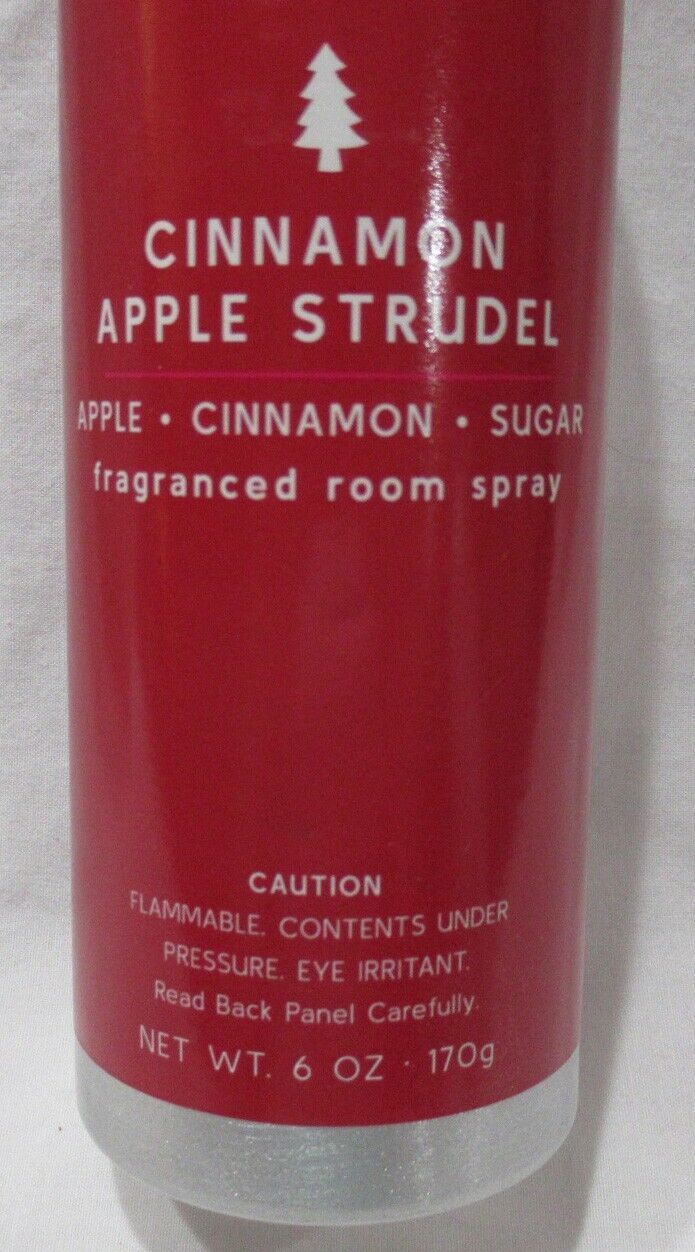 CINNAMON
APPLE STRUDEL
APPLE • CINNAMON • SUGAR
fragranced room spray
CAUTION
FLAMMABLE. CONTENTS UNDER
PRESSURE. EYE IRRITANT.
Read Back Panel Carefully.
NET WT. 6 OZ · 170g